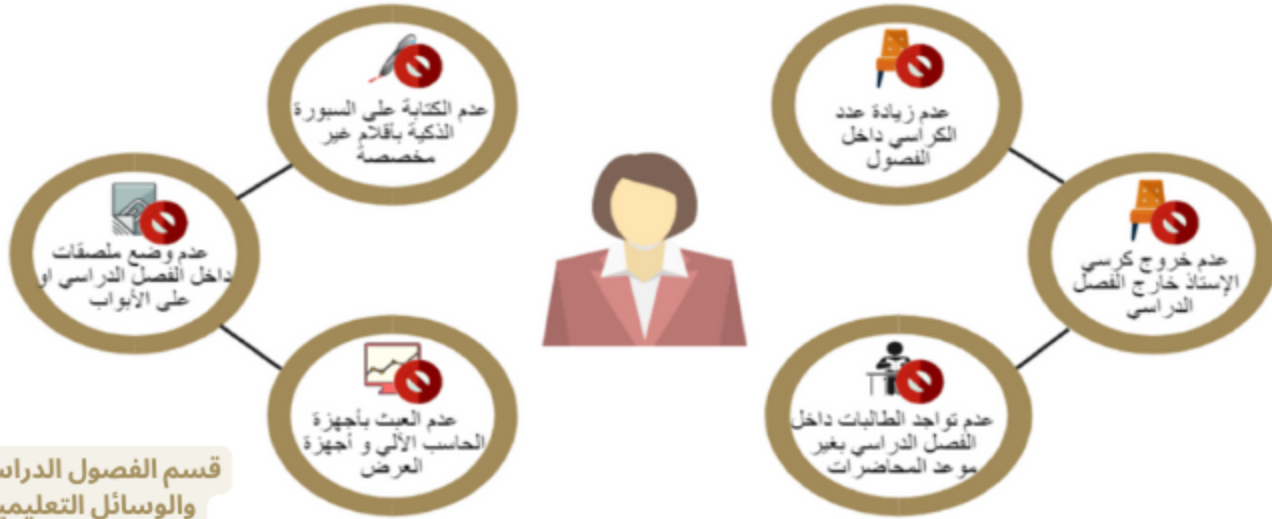 عدم زيادة عدد
الكراسي داخل
الفصول
عدم خروج كرسي
الإستاذ خارج الفصل
الدراسي
عدم تواجد الطالبات داخل
الفصل الدراسي بغير
موعد المحاضرات
عدم الكتابة على السبورة
الذكية بأقلام غير
مخصصة
عدم وضع ملصقات
داخل الفصل الدراسي او
على الأبواب
عدم العبث بأجهزة
الحاسب الآلي و أجهزة
العرض
قسم الفصول
والوسائل